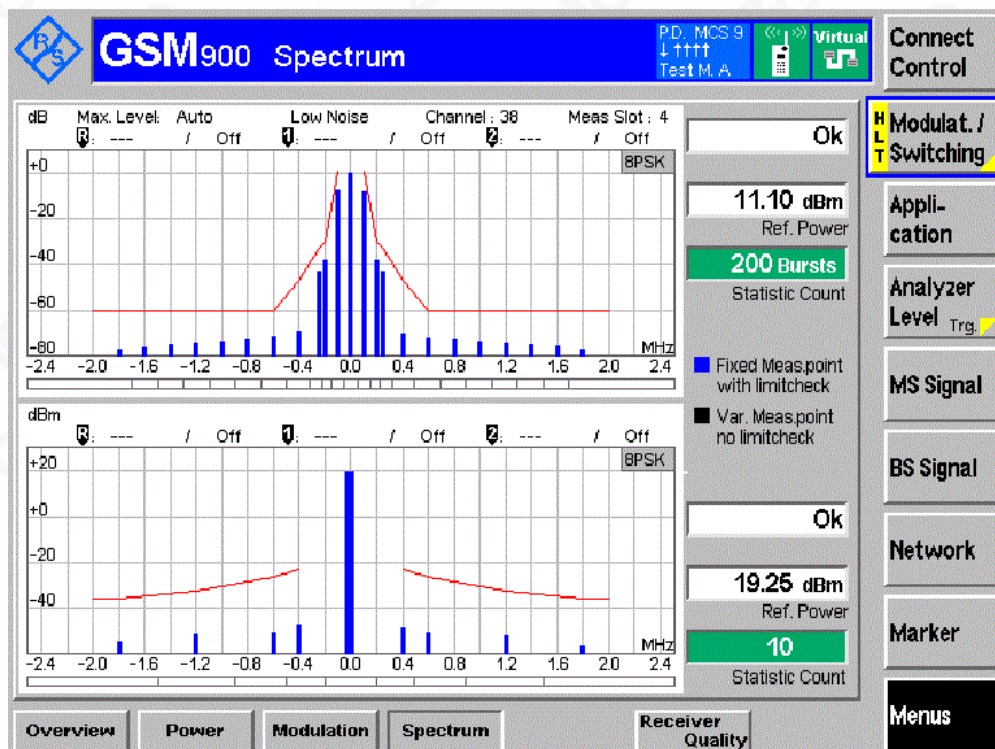 R/S
GSM900 Spectrum
P.D. MCS 9
↓ ↑↑↑↑
Test M. A.
Virtual
Connect Control
dB Max. Level: Auto Low Noise Channel : 38 Meas Slot : 4
R: --- / Off 1: --- / Off 2: --- / Off
8PSK
+0
-20
-40
-60
-80
MHz
-2.4 -2.0 -1.6 -1.2 -0.8 -0.4 0.0 0.4 0.8 1.2 1.6 2.0 2.4
Ok
11.10 dBm
Ref. Power
200 Bursts
Statistic Count
Fixed Meas.point
with limitcheck
Var. Meas.point
no limitcheck
dBm
R: --- / Off 1: --- / Off 2: --- / Off
8PSK
+20
+0
-20
-40
MHz
-2.4 -2.0 -1.6 -1.2 -0.8 -0.4 0.0 0.4 0.8 1.2 1.6 2.0 2.4
Ok
19.25 dBm
Ref. Power
10
Statistic Count
HLT
Modulat. /
Switching
Appli-
cation
Analyzer
Level Trg.
MS Signal
BS Signal
Network
Marker
Menus
Overview Power Modulation Spectrum Receiver
Quality